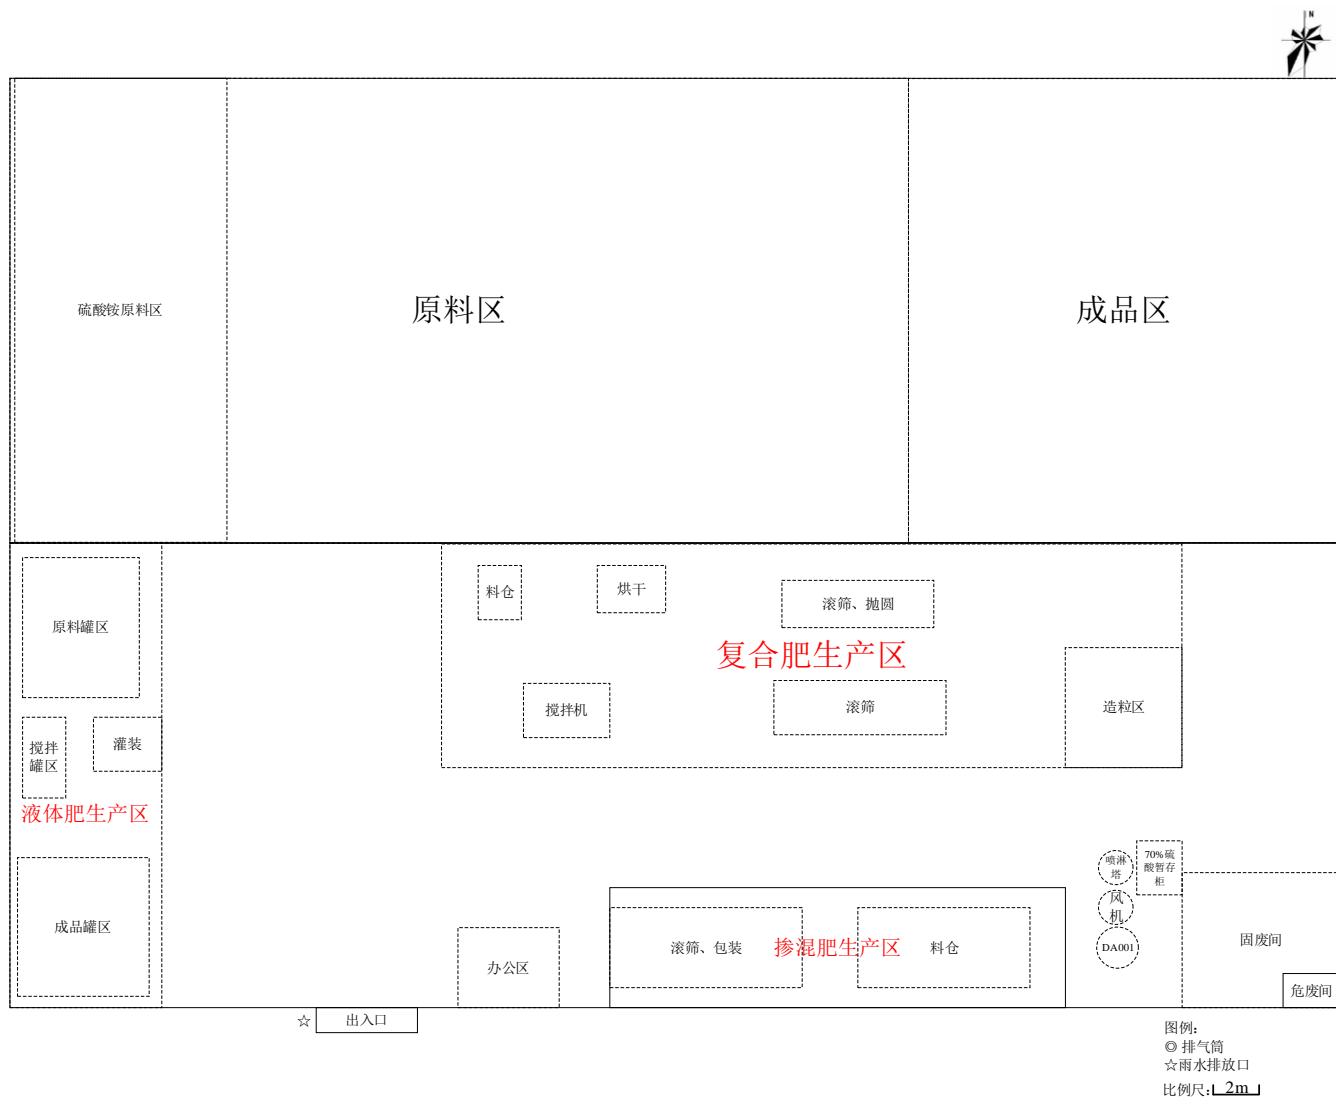 N
硫酸铵原料区
原料区
成品区
料仓
烘干
滚筛、抛圆
原料罐区
复合肥生产区
搅拌机
滚筛
造粒区
搅拌
罐区
灌装
液体肥生产区
喷淋
塔
70%硫
酸暂存
柜
风
机
成品罐区
滚筛、包装
掺混肥生产区
料仓
DA001
固废间
办公区
危废间
☆
出入口
图例：
◎ 排气筒
☆雨水排放口
比例尺: 2m